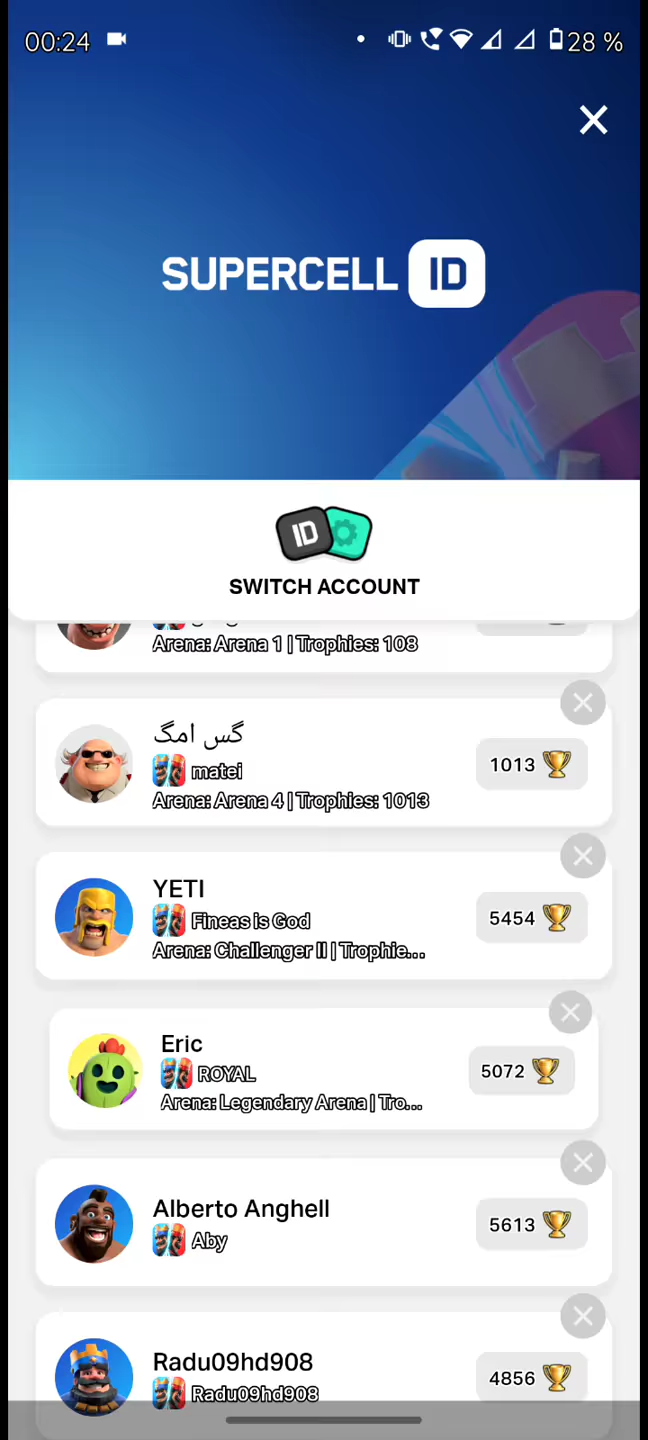 00:24
28 %
SUPERCELL ID
ID
SWITCH ACCOUNT
Arena: Arena 1 | Trophies: 108
گس امگ
matei
Arena: Arena 4 | Trophies: 1013
1013
YETI
Fineas is God
Arena: Challenger II | Trophie...
5454
Eric
ROYAL
Arena: Legendary Arena | Tro...
5072
Alberto Anghell
Aby
5613
Radu09hd908
Radu09hd908
4856